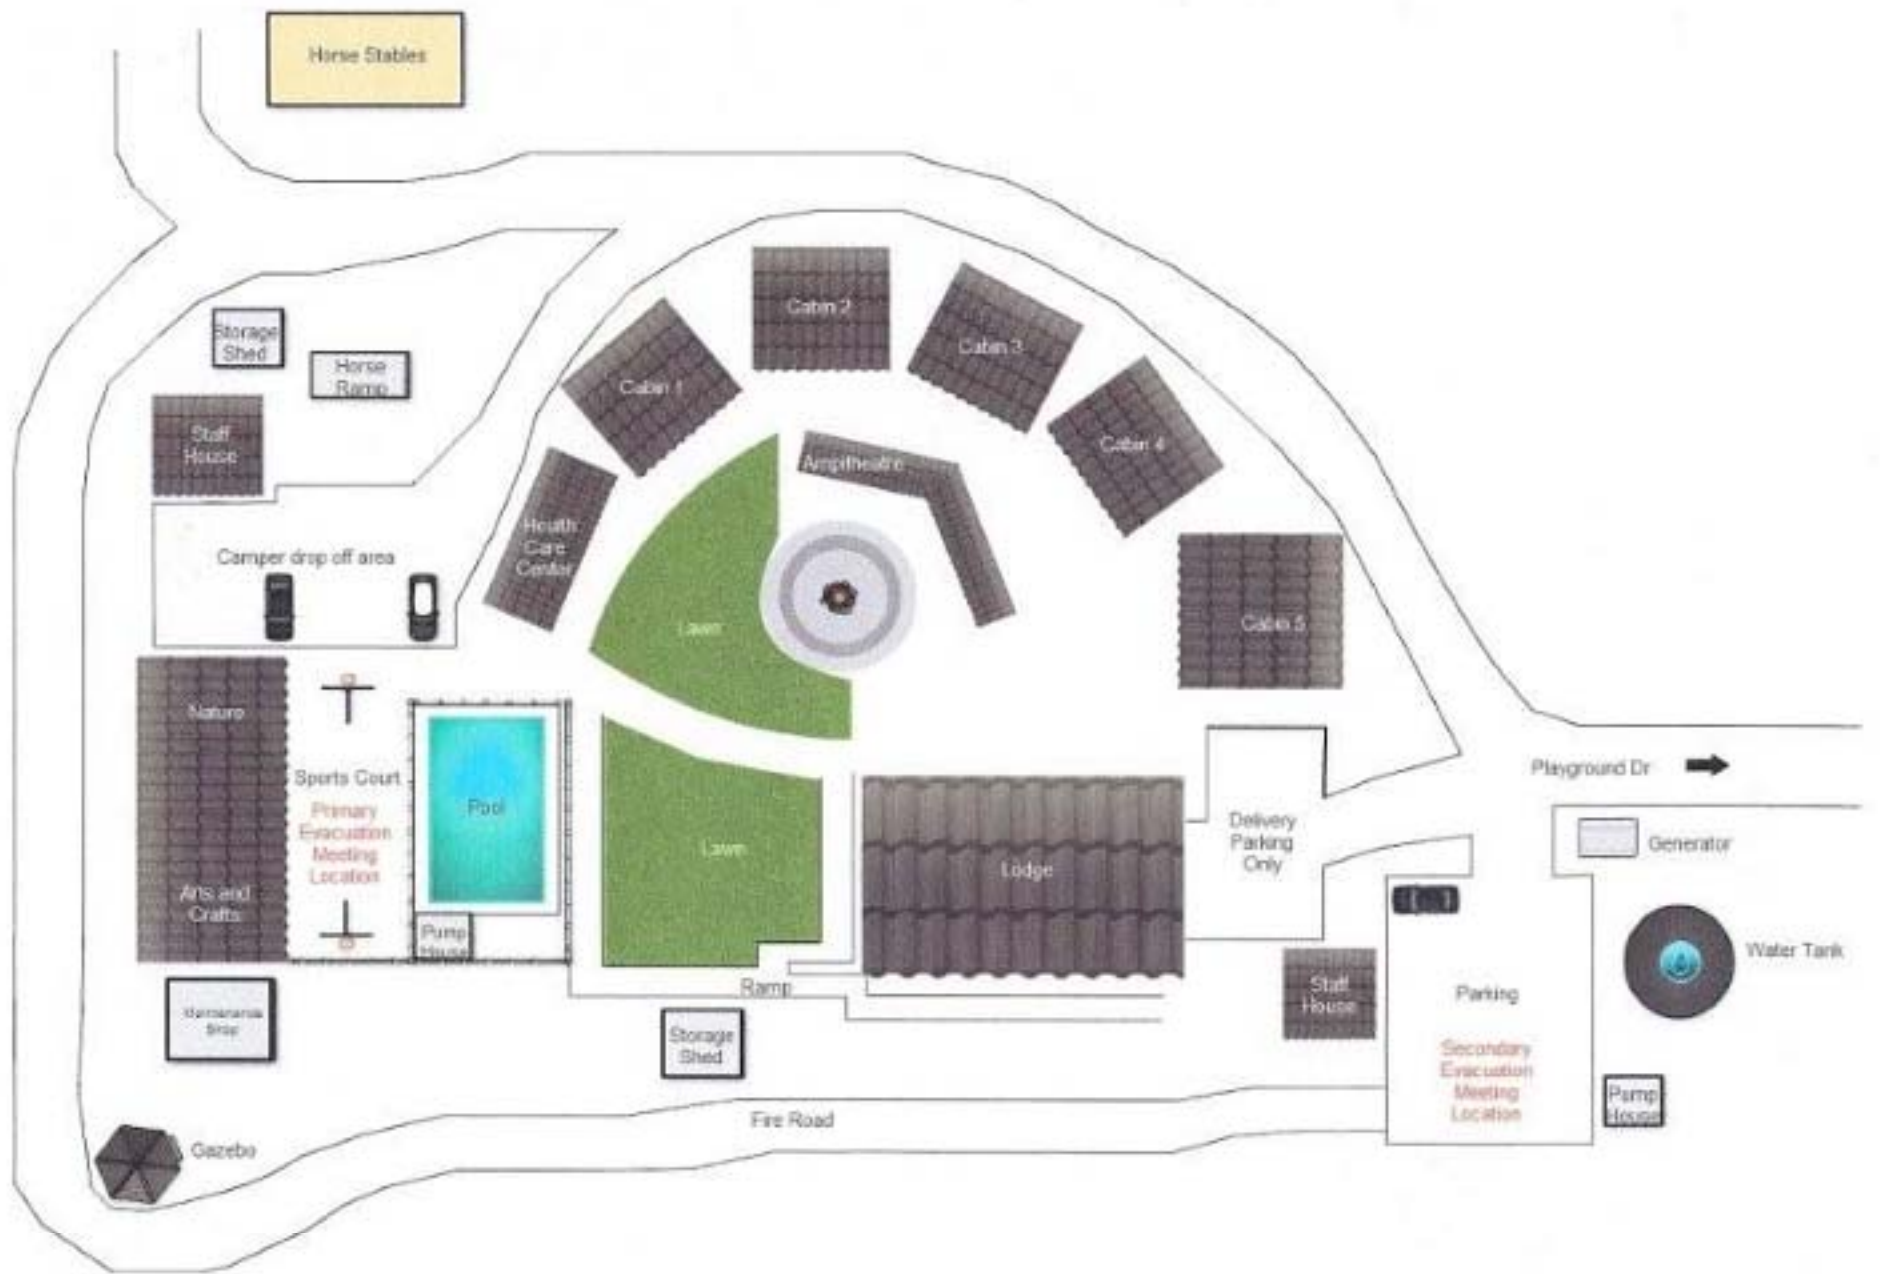 Horse Stables
Storage
Shed
Horse
Ramp
Staff
House
Cabin 1
Cabin 2
Cabin 3
Cabin 4
Cabin 5
Ampitheatre
Health
Care
Center
Camper drop off area
Lawn
Nature
Sports Court
Primary
Evacuation
Meeting
Location
Arts and
Crafts
Pool
Pump
House
Lawn
Lodge
Delivery
Parking
Only
Playground Dr
Generator
Water Tank
Parking
Secondary
Evacuation
Meeting
Location
Staff
House
Pump
House
Ramp
Storage
Shed
Maintenance
Shop
Fire Road
Gazebo